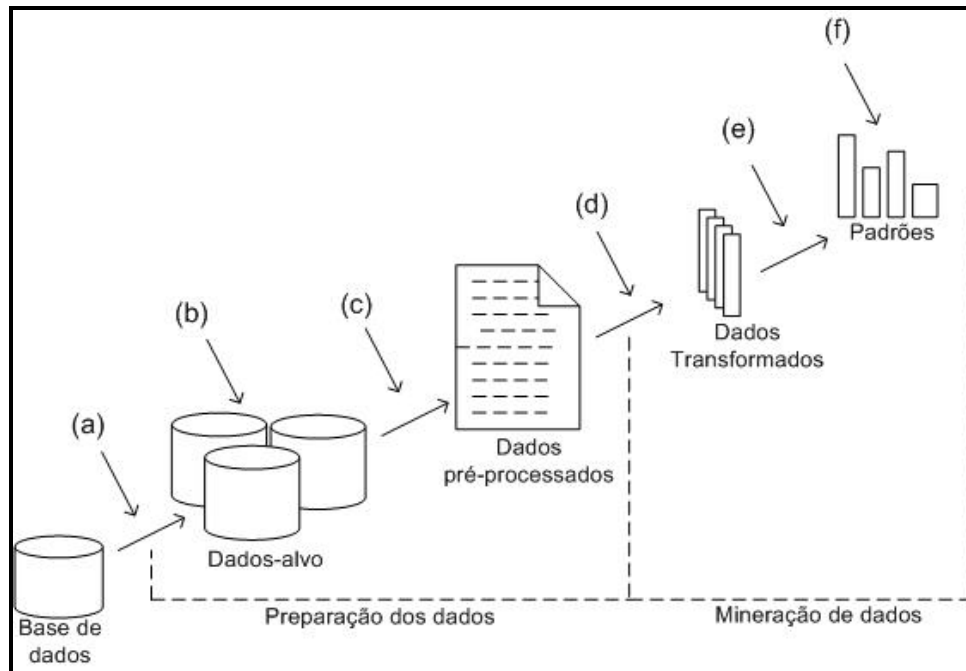 (f)
(e)
Padrões
(d)
Dados
Transformados
(c)
(b)
Dados
pré-processados
(a)
Dados-alvo
Base de
dados
Preparação dos dados
Mineração de dados